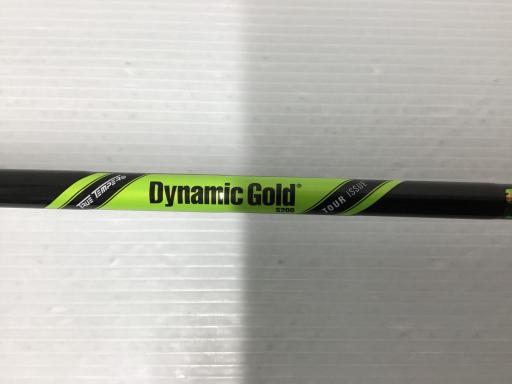 TRUE TEMPER®
Dynamic Gold®
S200
TOUR ISSUE